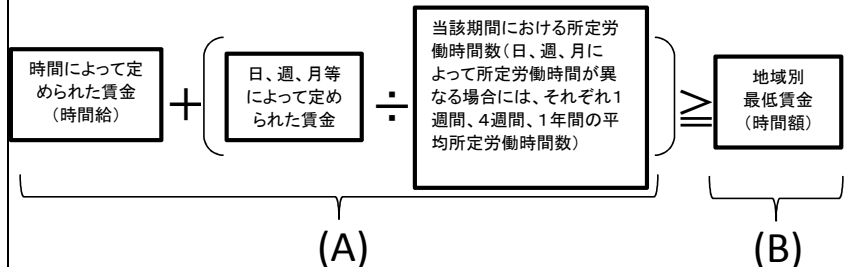 時間によって定
められた賃金
（時間給）
＋
日、週、月等
によって定め
られた賃金
÷
当該期間における所定労
働時間数（日、週、月に
よって所定労働時間が異
なる場合には、それぞれ１
週間、４週間、１年間の平
均所定労働時間数）
≧
地域別
最低賃金
（時間額）
(A)
(B)